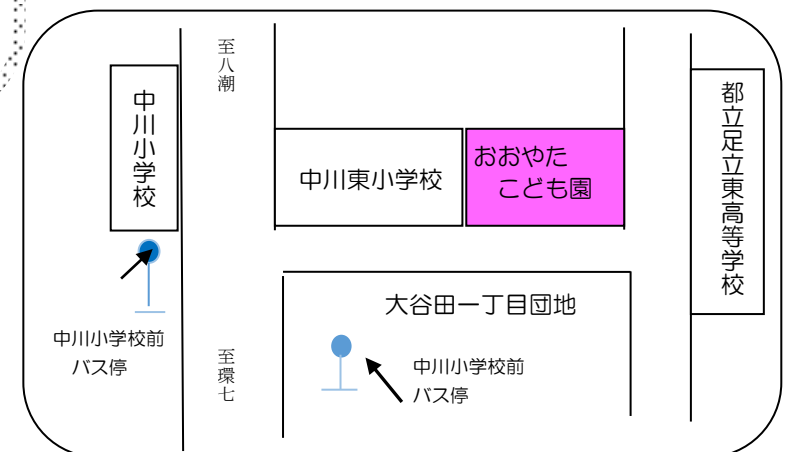 至八潮
中川小学校
中川東小学校
おおやた
こども園
都立足立東高等学校
大谷田一丁目団地
中川小学校前
バス停
至環七
中川小学校前
バス停